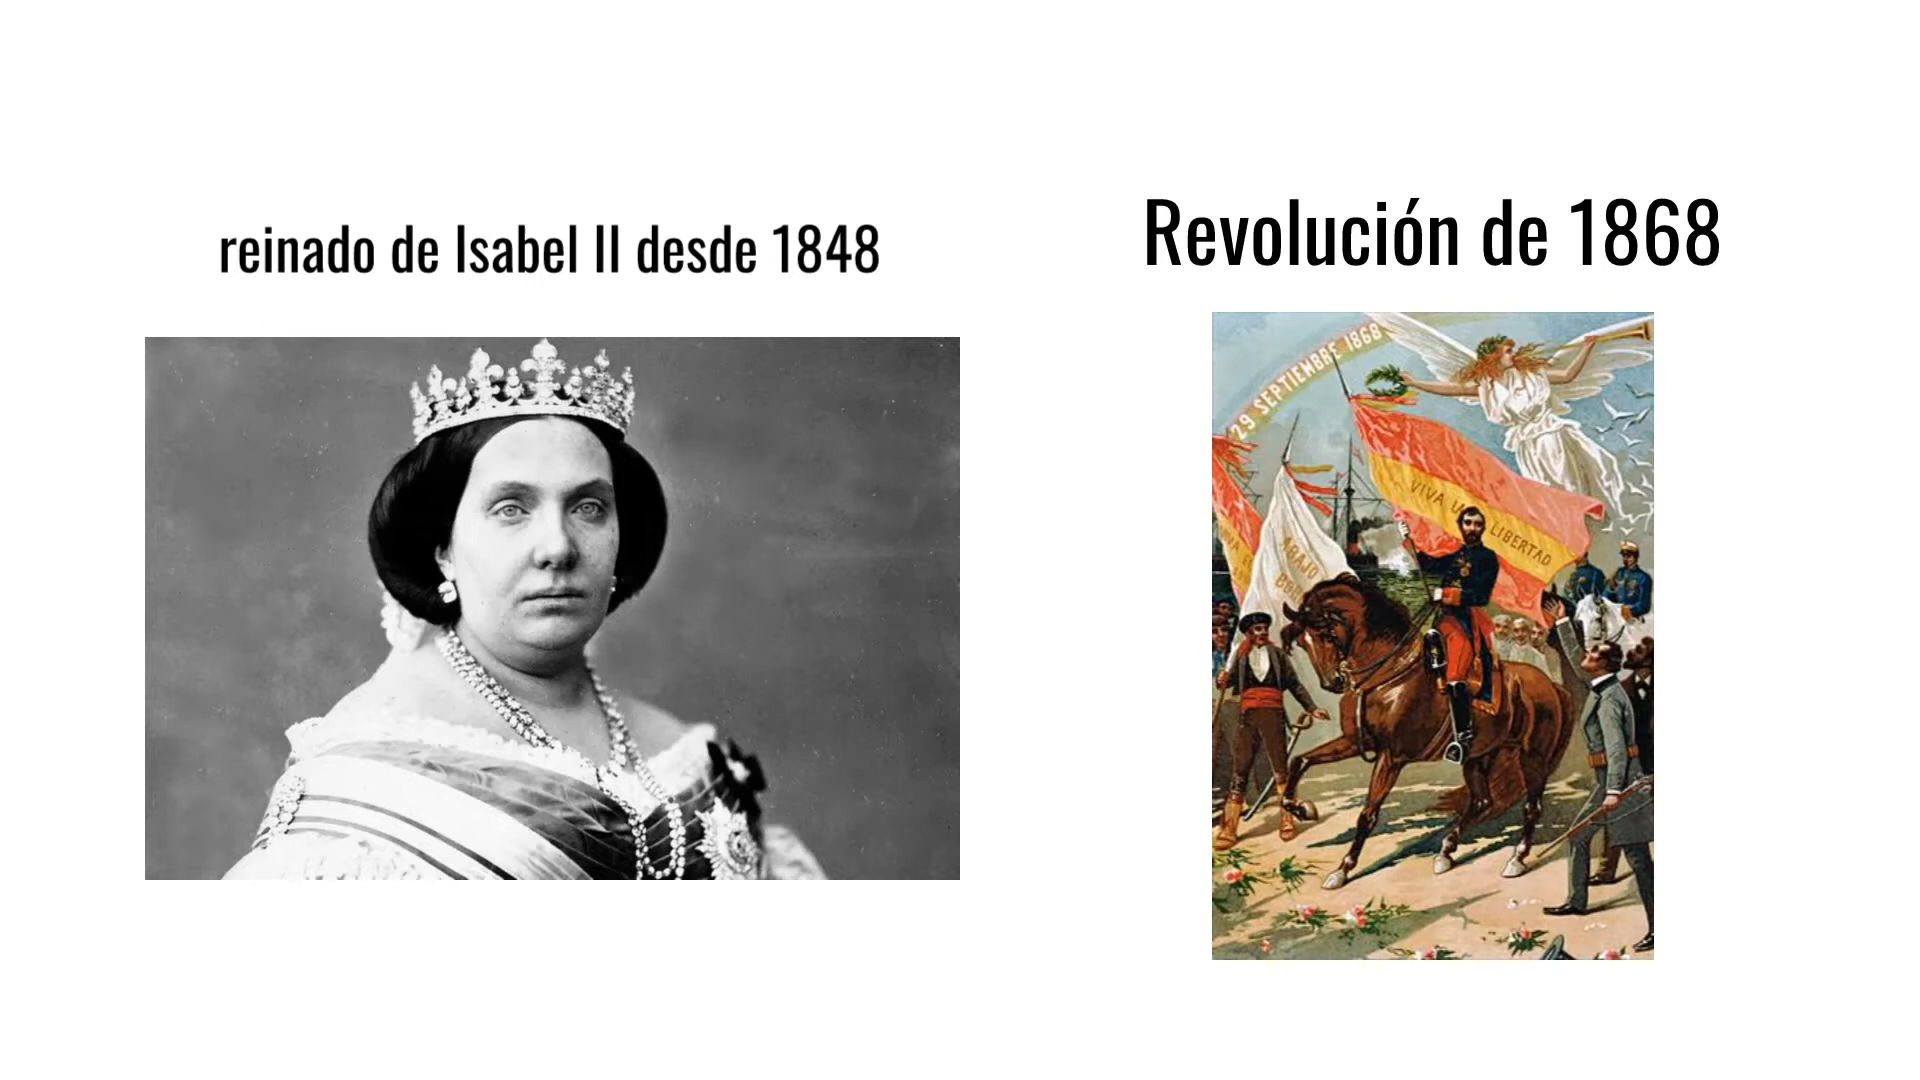 reinado de Isabel II desde 1848
Revolución de 1868
29 SEPTIEMBRE 1868
VIVA LA LIBERTAD
ABAJO